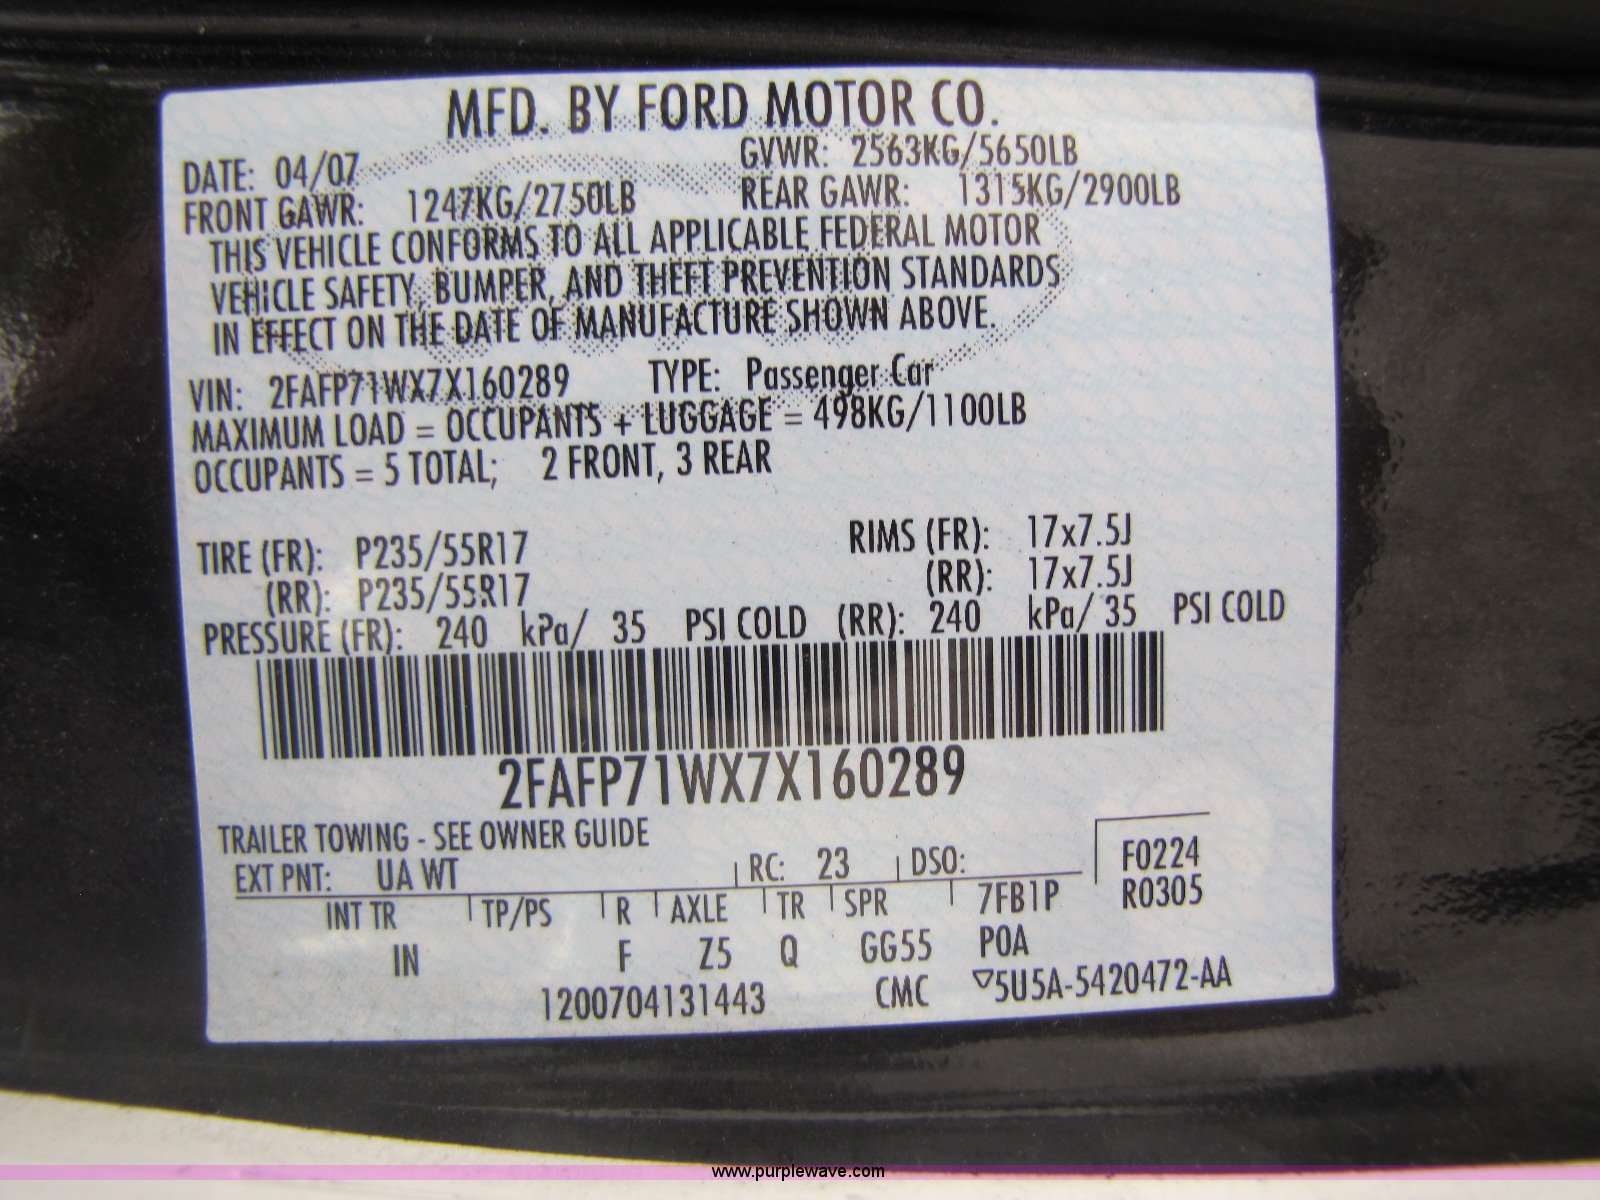 MFD. BY FORD MOTOR CO.
DATE: 04/07 GVWR: 2563KG/5650LB
FRONT GAWR: 1247KG/2750LB REAR GAWR: 1315KG/2900LB
THIS VEHICLE CONFORMS TO ALL APPLICABLE FEDERAL MOTOR
VEHICLE SAFETY, BUMPER, AND THEFT PREVENTION STANDARDS
IN EFFECT ON THE DATE OF MANUFACTURE SHOWN ABOVE.
VIN: 2FAFP71WX7X160289 TYPE: Passenger Car
MAXIMUM LOAD = OCCUPANTS + LUGGAGE = 498KG/1100LB
OCCUPANTS = 5 TOTAL; 2 FRONT, 3 REAR
TIRE (FR): P235/55R17 RIMS (FR): 17x7.5J
(RR): P235/55R17 (RR): 17x7.5J
PRESSURE (FR): 240 kPa/ 35 PSI COLD (RR): 240 kPa/ 35 PSI COLD
2FAFP71WX7X160289
TRAILER TOWING - SEE OWNER GUIDE
EXT PNT: UA WT RC: 23 DSO: F0224
INT TR TP/PS R AXLE TR SPR 7FB1P R0305
IN F Z5 Q GG55 POA
1200704131443 CMC ▽5U5A-5420472-AA
www.purplewave.com